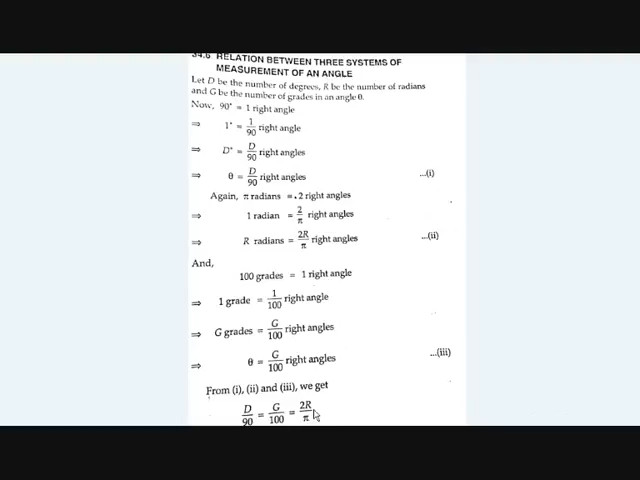 34.6 RELATION BETWEEN THREE SYSTEMS OF
MEASUREMENT OF AN ANGLE
Let D be the number of degrees, R be the number of radians
and G be the number of grades in an angle θ.
Now, 90° = 1 right angle
⇒ 1° = 1/90 right angle
⇒ D° = D/90 right angles
⇒ θ = D/90 right angles ...(i)
Again, π radians = 2 right angles
⇒ 1 radian = 2/π right angles
⇒ R radians = 2R/π right angles ...(ii)
And,
100 grades = 1 right angle
⇒ 1 grade = 1/100 right angle
⇒ G grades = G/100 right angles
⇒ θ = G/100 right angles ...(iii)
From (i), (ii) and (iii), we get
D/90 = G/100 = 2R/π